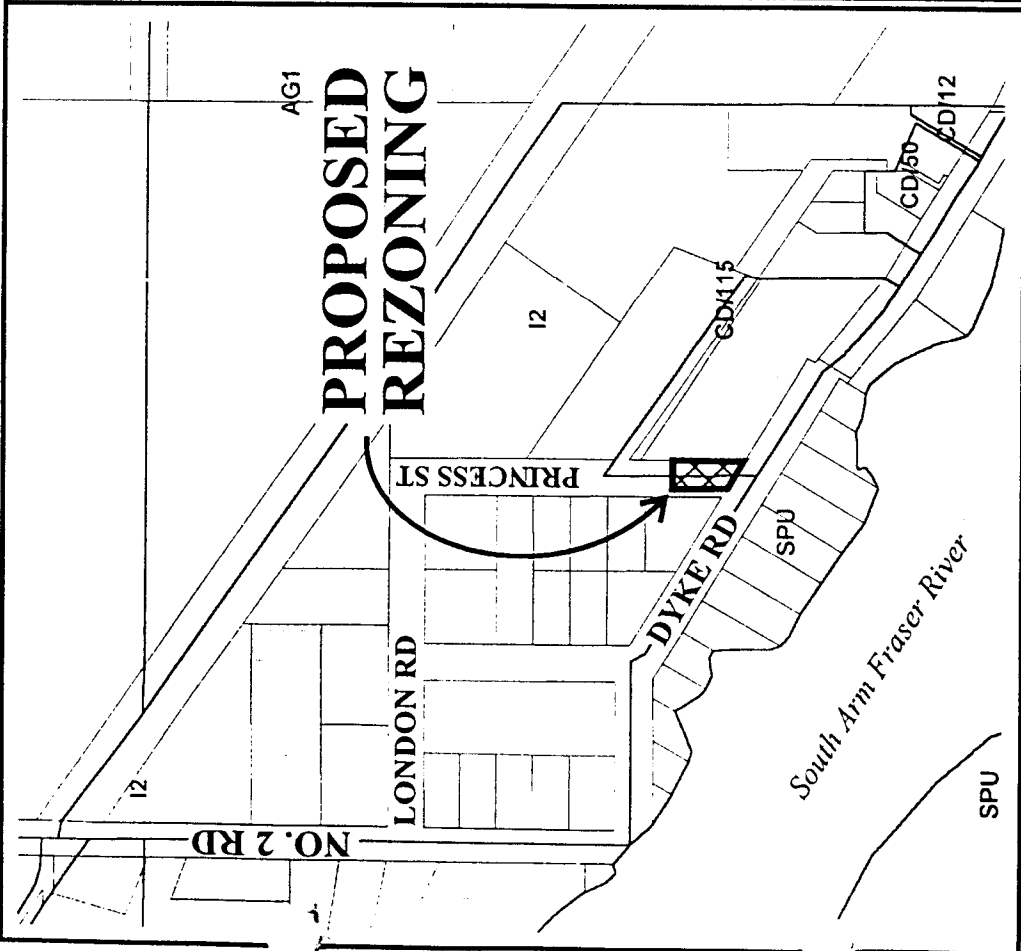 AG1
PROPOSED
REZONING
I2
CD/50
CD/12
CD/115
PRINCESS ST
I2
LONDON RD
NO. 2 RD
DYKE RD
SPU
South Arm Fraser River
SPU